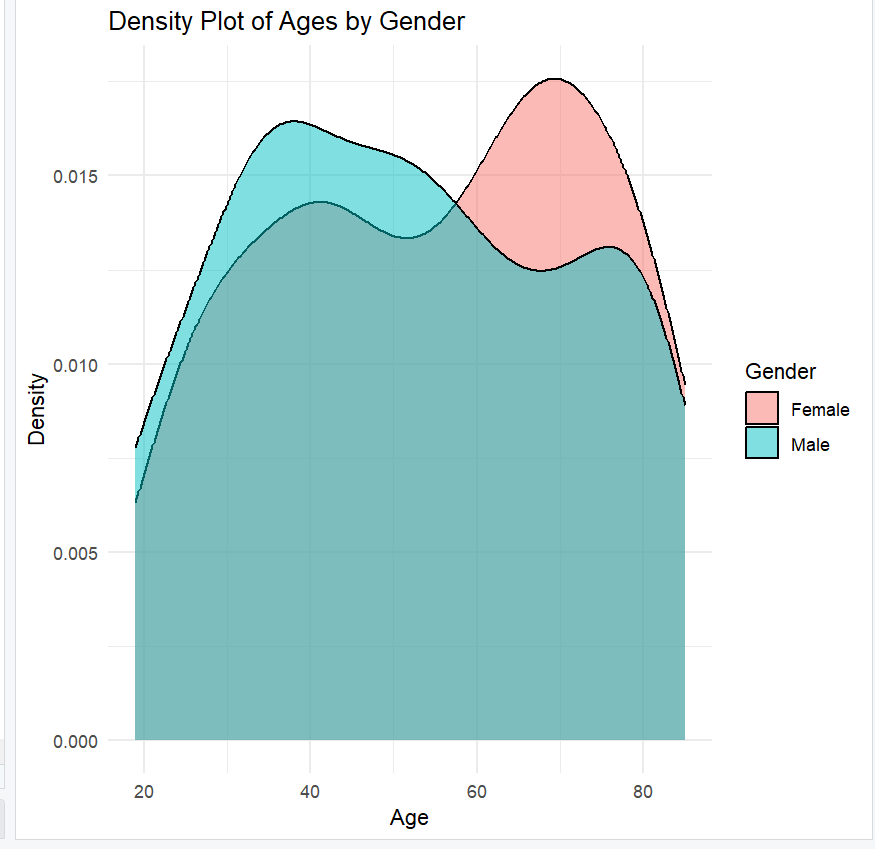 Density Plot of Ages by Gender
0.015
0.010
0.005
0.000
Density
20 40 60 80
Age
Gender
Female
Male